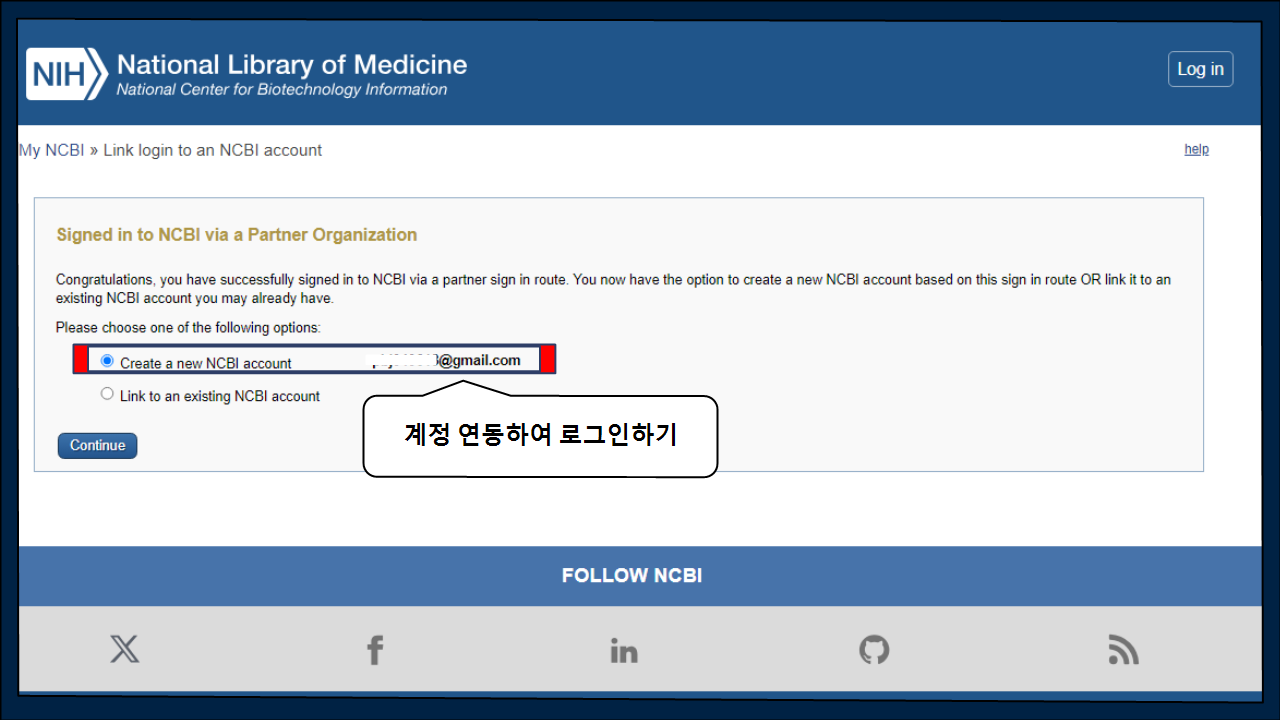 NIH
National Library of Medicine
National Center for Biotechnology Information
Log in
My NCBI » Link login to an NCBI account
help
Signed in to NCBI via a Partner Organization
Congratulations, you have successfully signed in to NCBI via a partner sign in route. You now have the option to create a new NCBI account based on this sign in route OR link it to an
existing NCBI account you may already have.
Please choose one of the following options:
Create a new NCBI account @gmail.com
Link to an existing NCBI account
계정 연동하여 로그인하기
Continue
FOLLOW NCBI